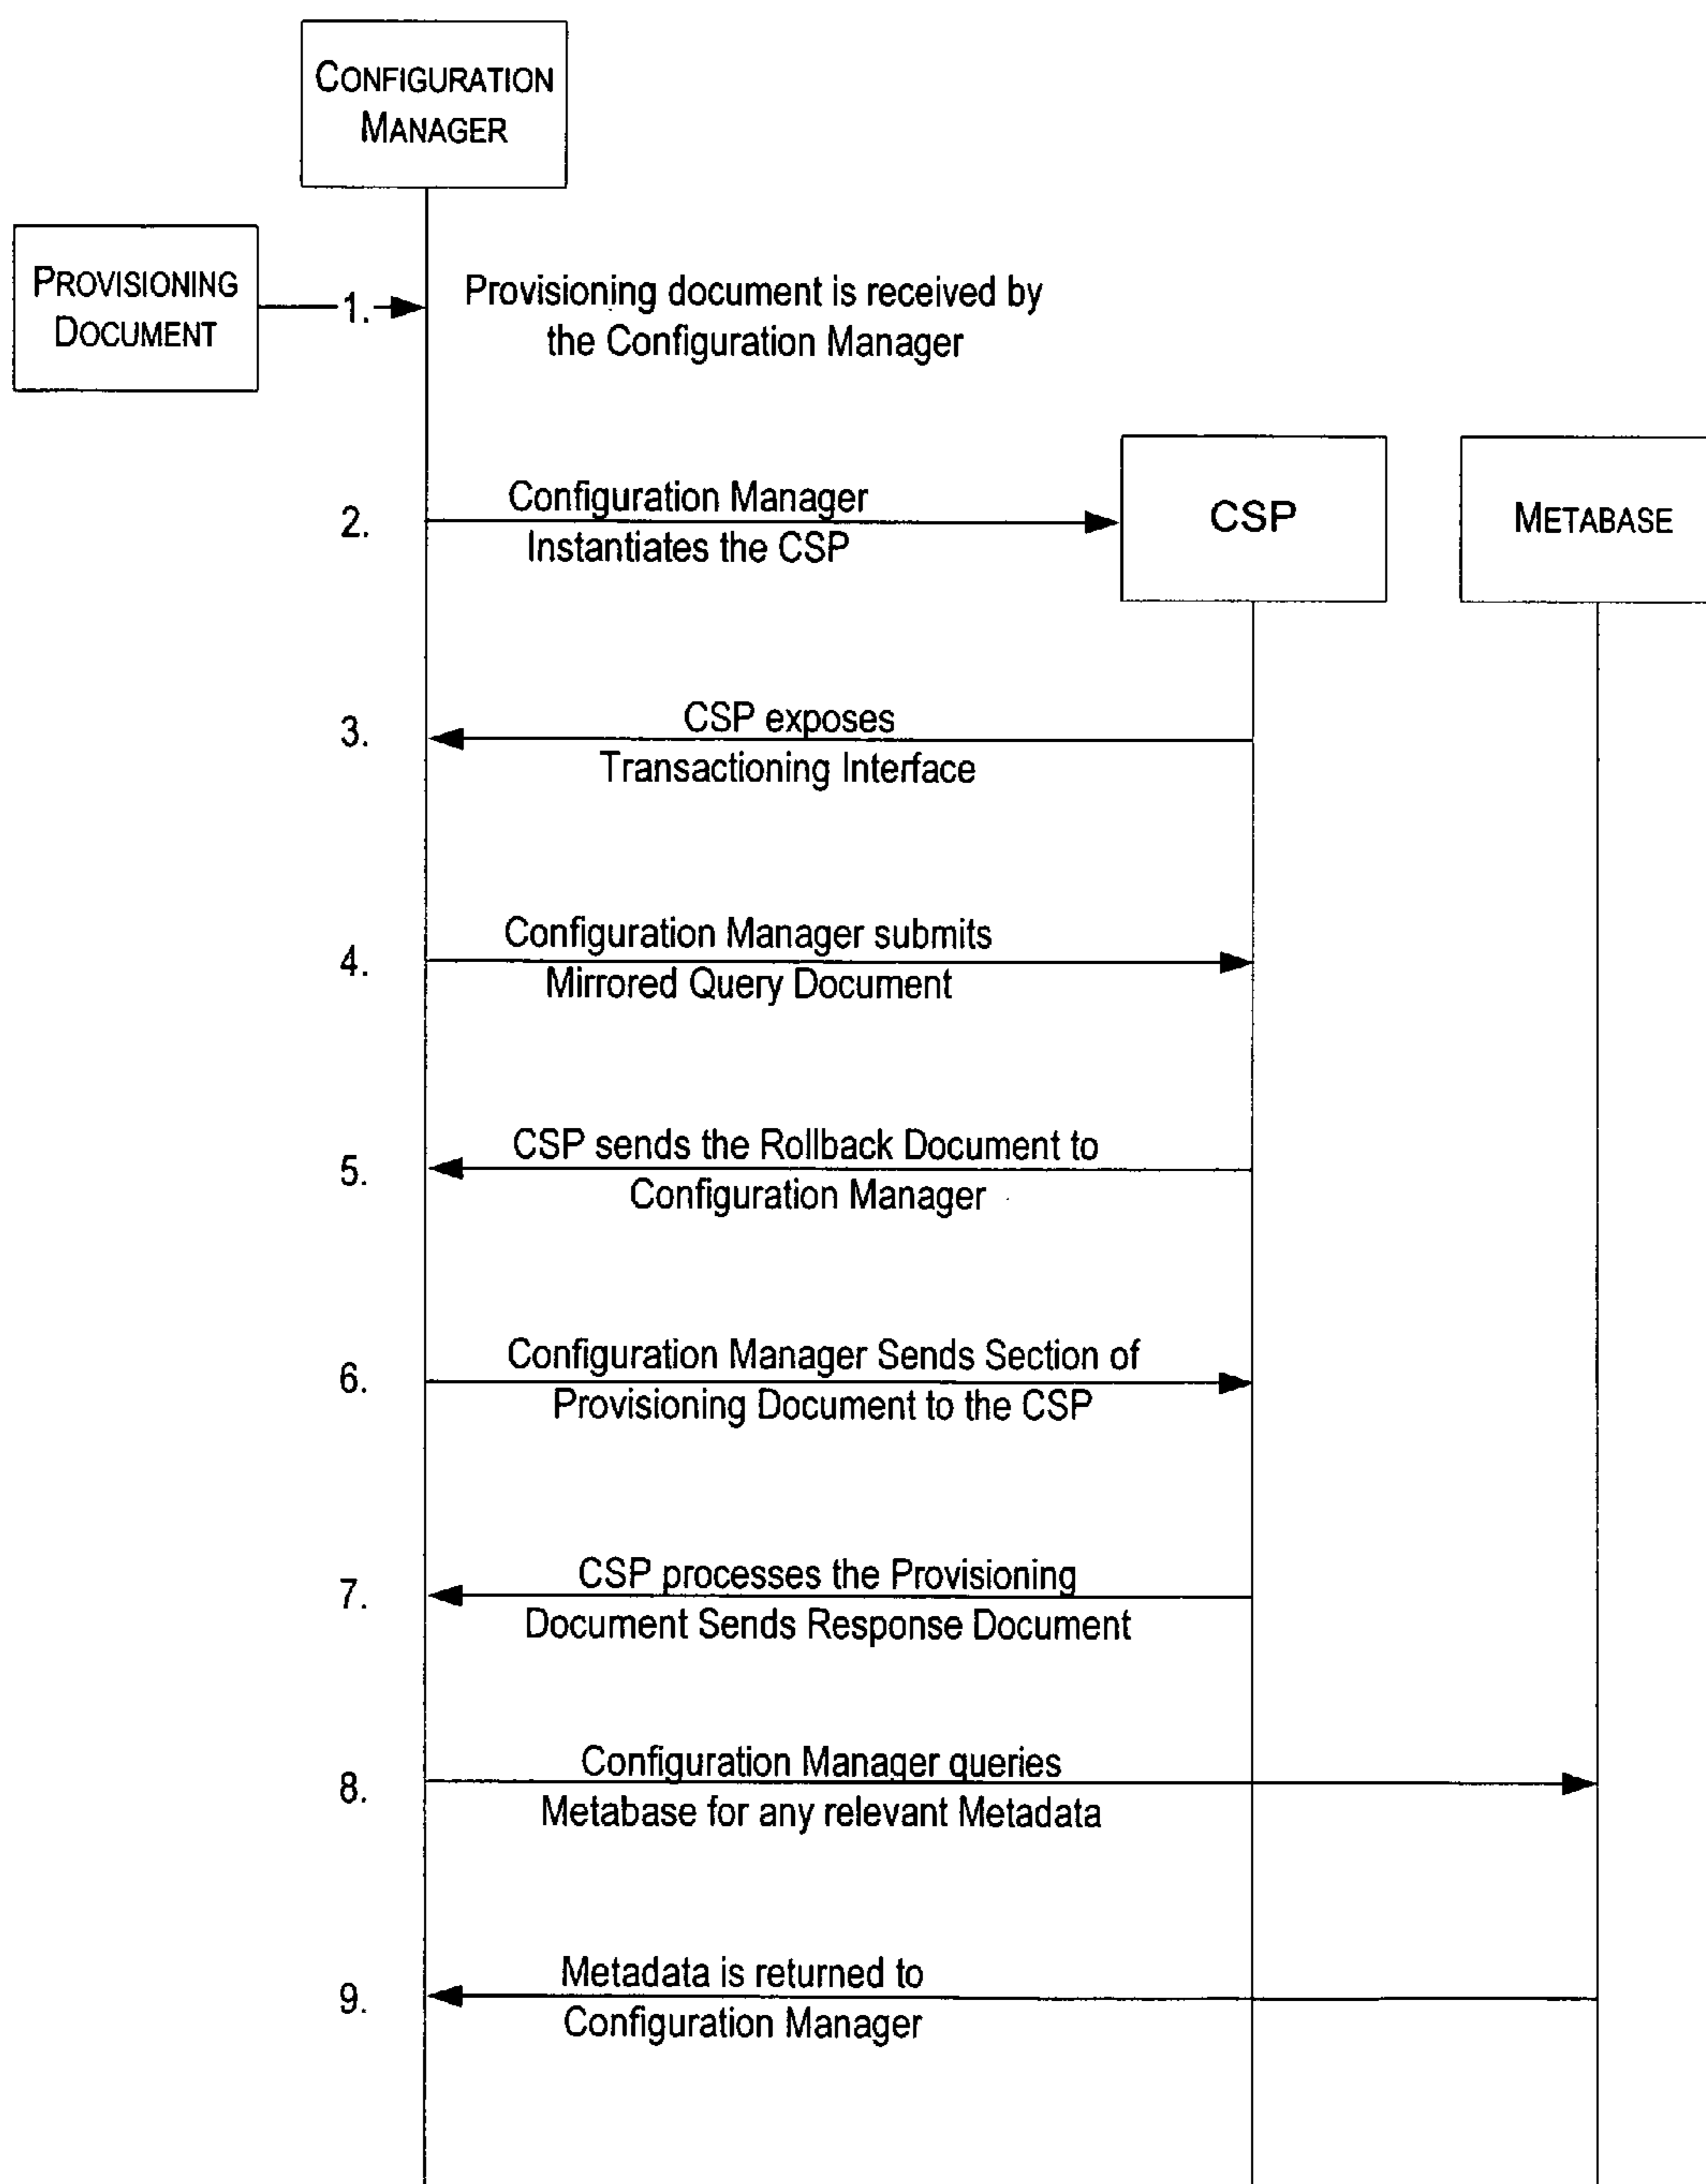 CONFIGURATION
MANAGER
PROVISIONING
DOCUMENT
1.
Provisioning document is received by
the Configuration Manager
2.
Configuration Manager
Instantiates the CSP
CSP
METABASE
3.
CSP exposes
Transactioning Interface
4.
Configuration Manager submits
Mirrored Query Document
5.
CSP sends the Rollback Document to
Configuration Manager
6.
Configuration Manager Sends Section of
Provisioning Document to the CSP
7.
CSP processes the Provisioning
Document Sends Response Document
8.
Configuration Manager queries
Metabase for any relevant Metadata
9.
Metadata is returned to
Configuration Manager